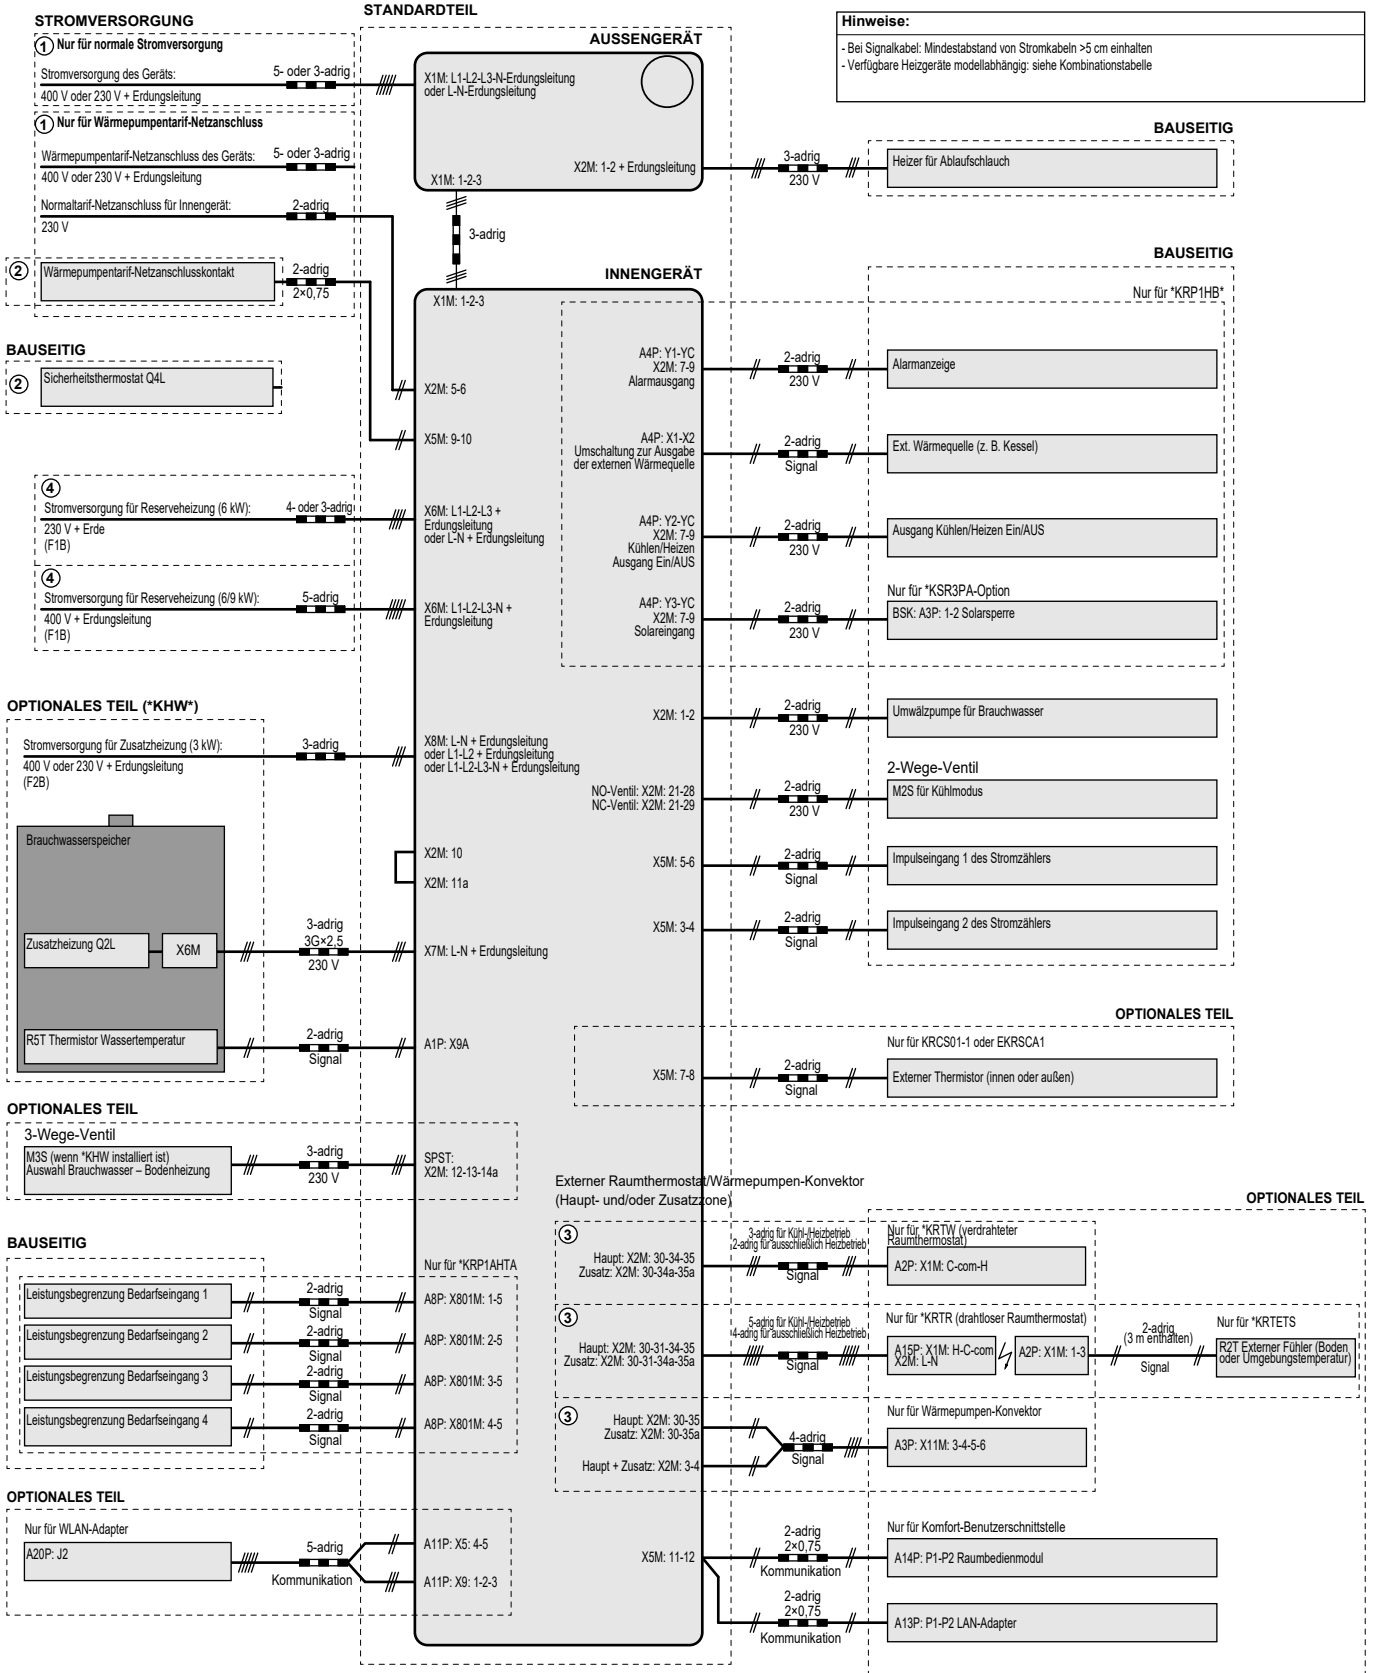 STROMVERSORGUNG
① Nur für normale Stromversorgung
Stromversorgung des Geräts:
5- oder 3-adrig
400 V oder 230 V + Erdungsleitung
① Nur für Wärmepumpentarif-Netzanschluss
Wärmepumpentarif-Netzanschluss des Geräts:
5- oder 3-adrig
400 V oder 230 V + Erdungsleitung
Normaltarif-Netzanschluss für Innengerät:
2-adrig
230 V
②
Wärmepumpentarif-Netzanschlusskontakt
2-adrig
2×0,75
BAUSEITIG
②
Sicherheitsthermostat Q4L
④
Stromversorgung für Reserveheizung (6 kW):
4- oder 3-adrig
230 V + Erde
(F1B)
④
Stromversorgung für Reserveheizung (6/9 kW):
5-adrig
400 V + Erdungsleitung
(F1B)
OPTIONALES TEIL (*KHW*)
Stromversorgung für Zusatzheizung (3 kW):
3-adrig
400 V oder 230 V + Erdungsleitung
(F2B)
Brauchwasserspeicher
Zusatzheizung Q2L
X6M
3-adrig
3G×2,5
230 V
R5T Thermistor Wassertemperatur
2-adrig
Signal
OPTIONALES TEIL
3-Wege-Ventil
M3S (wenn *KHW installiert ist)
Auswahl Brauchwasser – Bodenheizung
3-adrig
230 V
BAUSEITIG
Leistungsbegrenzung Bedarfseingang 1
2-adrig
Signal
Leistungsbegrenzung Bedarfseingang 2
2-adrig
Signal
Leistungsbegrenzung Bedarfseingang 3
2-adrig
Signal
Leistungsbegrenzung Bedarfseingang 4
2-adrig
Signal
OPTIONALES TEIL
Nur für WLAN-Adapter
A20P: J2
5-adrig
Kommunikation
STANDARDTEIL
AUSSENGERÄT
X1M: L1-L2-L3-N-Erdungsleitung
oder L-N-Erdungsleitung
X2M: 1-2 + Erdungsleitung
X1M: 1-2-3
3-adrig
INNENGERÄT
X1M: 1-2-3
X2M: 5-6
X5M: 9-10
X6M: L1-L2-L3 +
Erdungsleitung
oder L-N + Erdungsleitung
X6M: L1-L2-L3-N +
Erdungsleitung
X8M: L-N + Erdungsleitung
oder L1-L2 + Erdungsleitung
oder L1-L2-L3-N + Erdungsleitung
X2M: 10
X2M: 11a
X7M: L-N + Erdungsleitung
A1P: X9A
SPST:
X2M: 12-13-14a
Nur für *KRP1AHTA
A8P: X801M: 1-5
A8P: X801M: 2-5
A8P: X801M: 3-5
A8P: X801M: 4-5
A11P: X5: 4-5
A11P: X9: 1-2-3
Hinweise:
- Bei Signalkabel: Mindestabstand von Stromkabeln >5 cm einhalten
- Verfügbare Heizgeräte modellabhängig: siehe Kombinationstabelle
BAUSEITIG
3-adrig
230 V
Heizer für Ablaufschlauch
BAUSEITIG
Nur für *KRP1HB*
A4P: Y1-YC
X2M: 7-9
Alarmausgang
2-adrig
230 V
Alarmanzeige
A4P: X1-X2
Umschaltung zur Ausgabe
der externen Wärmequelle
2-adrig
Signal
Ext. Wärmequelle (z. B. Kessel)
A4P: Y2-YC
X2M: 7-9
Kühlen/Heizen
Ausgang Ein/AUS
2-adrig
230 V
Ausgang Kühlen/Heizen Ein/AUS
Nur für *KSR3PA-Option
A4P: Y3-YC
X2M: 7-9
Solareingang
2-adrig
230 V
BSK: A3P: 1-2 Solarsperre
X2M: 1-2
2-adrig
230 V
Umwälzpumpe für Brauchwasser
2-Wege-Ventil
NO-Ventil: X2M: 21-28
NC-Ventil: X2M: 21-29
2-adrig
230 V
M2S für Kühlmodus
X5M: 5-6
2-adrig
Signal
Impulseingang 1 des Stromzählers
X5M: 3-4
2-adrig
Signal
Impulseingang 2 des Stromzählers
OPTIONALES TEIL
Nur für KRCS01-1 oder EKRSCA1
X5M: 7-8
2-adrig
Signal
Externer Thermistor (innen oder außen)
Externer Raumthermostat/Wärmepumpen-Konvektor
(Haupt- und/oder Zusatzzone)
OPTIONALES TEIL
③
Haupt: X2M: 30-34-35
Zusatz: X2M: 30-34a-35a
3-adrig für Kühl-/Heizbetrieb
2-adrig für ausschließlich Heizbetrieb
Signal
Nur für *KRTW (verdrahteter
Raumthermostat)
A2P: X1M: C-com-H
③
Haupt: X2M: 30-31-34-35
Zusatz: X2M: 30-31-34a-35a
5-adrig für Kühl-/Heizbetrieb
4-adrig für ausschließlich Heizbetrieb
Signal
Nur für *KRTR (drahtloser Raumthermostat)
A15P: X1M: H-C-com
X2M: L-N
A2P: X1M: 1-3
2-adrig
(3 m enthalten)
Signal
Nur für *KRTETS
R2T Externer Fühler (Boden
oder Umgebungstemperatur)
③
Haupt: X2M: 30-35
Zusatz: X2M: 30-35a
Haupt + Zusatz: X2M: 3-4
4-adrig
Signal
Nur für Wärmepumpen-Konvektor
A3P: X11M: 3-4-5-6
X5M: 11-12
2-adrig
2×0,75
Kommunikation
Nur für Komfort-Benutzerschnittstelle
A14P: P1-P2 Raumbedienmodul
2-adrig
2×0,75
Kommunikation
A13P: P1-P2 LAN-Adapter